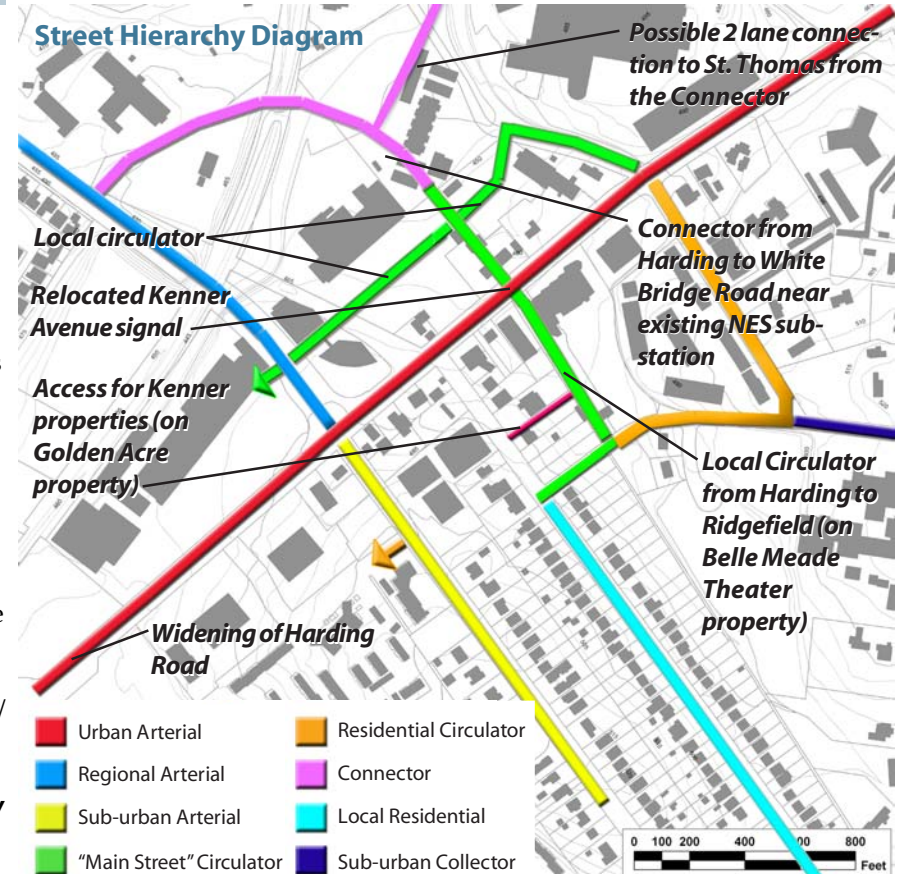 Street Hierarchy Diagram
Possible 2 lane connec-
tion to St. Thomas from
the Connector
Local circulator
Connector from
Harding to White
Bridge Road near
existing NES sub-
station
Relocated Kenner
Avenue signal
Access for Kenner
properties (on
Golden Acre
property)
Local Circulator
from Harding to
Ridgefield (on
Belle Meade
Theater
property)
Widening of Harding
Road
Urban Arterial
Regional Arterial
Sub-urban Arterial
"Main Street" Circulator
Residential Circulator
Connector
Local Residential
Sub-urban Collector
0 100 200 400 600 800
Feet